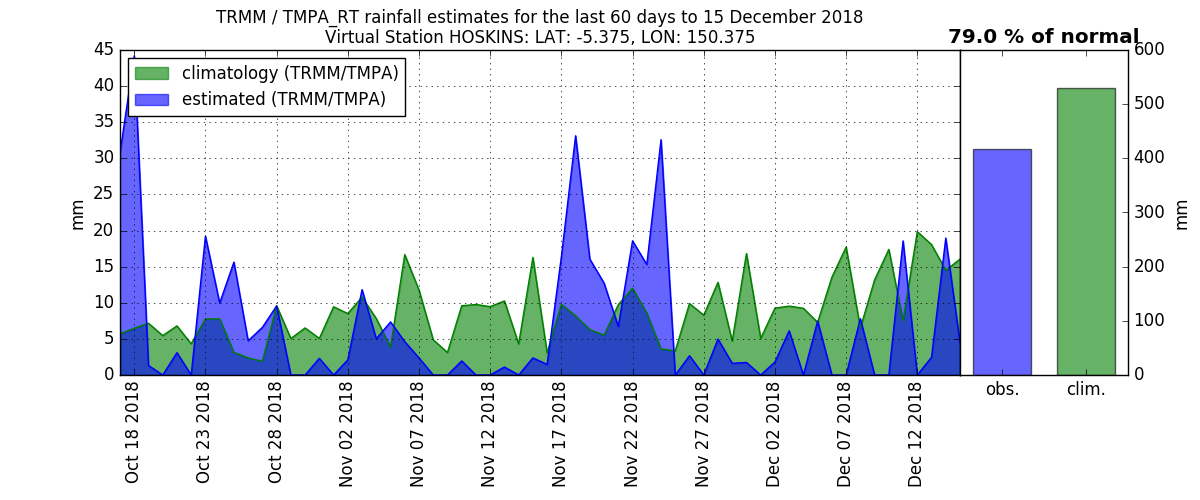 TRMM / TMPA_RT rainfall estimates for the last 60 days to 15 December 2018
Virtual Station HOSKINS: LAT: -5.375, LON: 150.375
79.0 % of normal
climatology (TRMM/TMPA)
estimated (TRMM/TMPA)
mm
45
40
35
30
25
20
15
10
5
0
Oct 18 2018
Oct 23 2018
Oct 28 2018
Nov 02 2018
Nov 07 2018
Nov 12 2018
Nov 17 2018
Nov 22 2018
Nov 27 2018
Dec 02 2018
Dec 07 2018
Dec 12 2018
obs.
clim.
600
500
400
300
200
100
0
mm